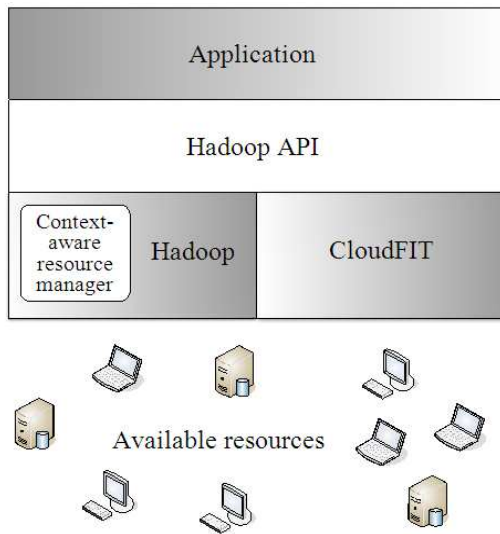 Application
Hadoop API
Context-
aware
resource
manager
Hadoop
CloudFIT
Available resources